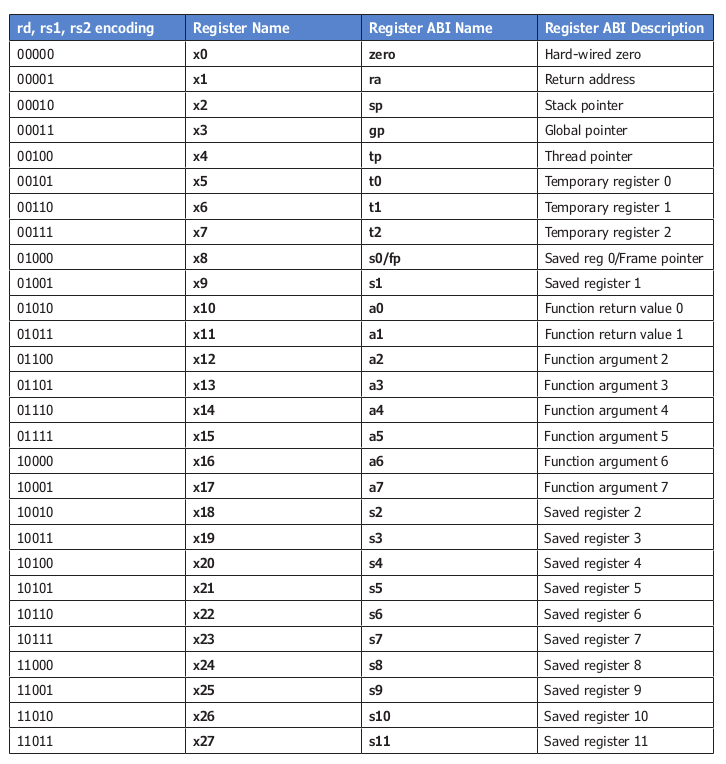 rd, rs1, rs2 encoding Register Name Register ABI Name Register ABI Description
00000 x0 zero Hard-wired zero
00001 x1 ra Return address
00010 x2 sp Stack pointer
00011 x3 gp Global pointer
00100 x4 tp Thread pointer
00101 x5 t0 Temporary register 0
00110 x6 t1 Temporary register 1
00111 x7 t2 Temporary register 2
01000 x8 s0/fp Saved reg 0/Frame pointer
01001 x9 s1 Saved register 1
01010 x10 a0 Function return value 0
01011 x11 a1 Function return value 1
01100 x12 a2 Function argument 2
01101 x13 a3 Function argument 3
01110 x14 a4 Function argument 4
01111 x15 a5 Function argument 5
10000 x16 a6 Function argument 6
10001 x17 a7 Function argument 7
10010 x18 s2 Saved register 2
10011 x19 s3 Saved register 3
10100 x20 s4 Saved register 4
10101 x21 s5 Saved register 5
10110 x22 s6 Saved register 6
10111 x23 s7 Saved register 7
11000 x24 s8 Saved register 8
11001 x25 s9 Saved register 9
11010 x26 s10 Saved register 10
11011 x27 s11 Saved register 11